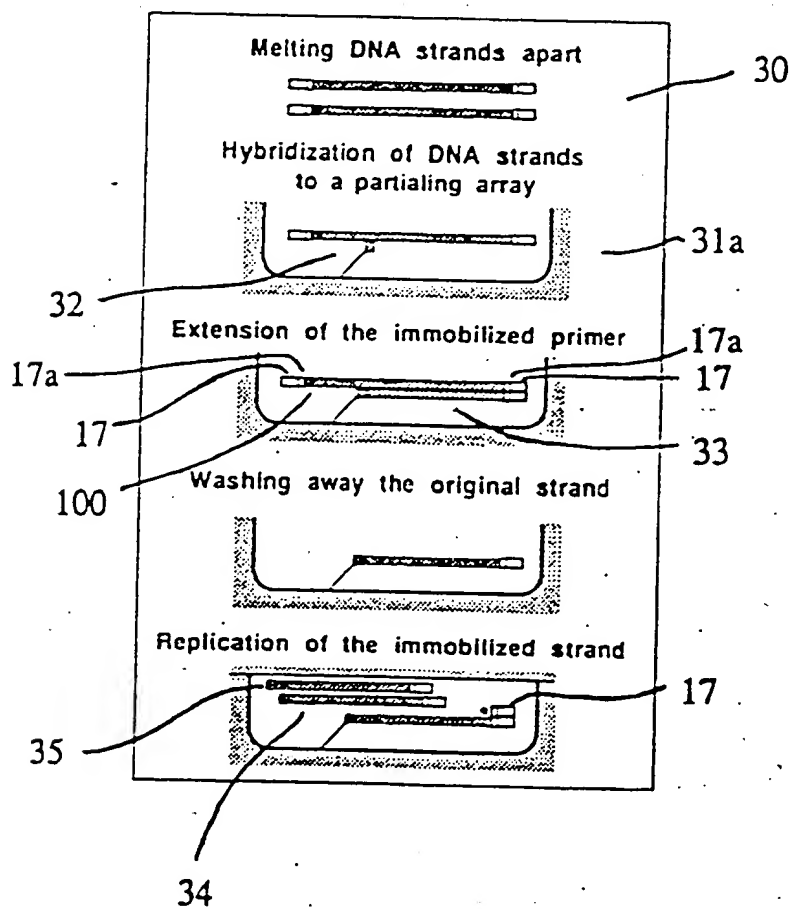 Melting DNA strands apart
30
Hybridization of DNA strands
to a partialing array
31a
32
Extension of the immobilized primer
17a
17a
17
17
33
100
Washing away the original strand
Replication of the immobilized strand
17
35
34